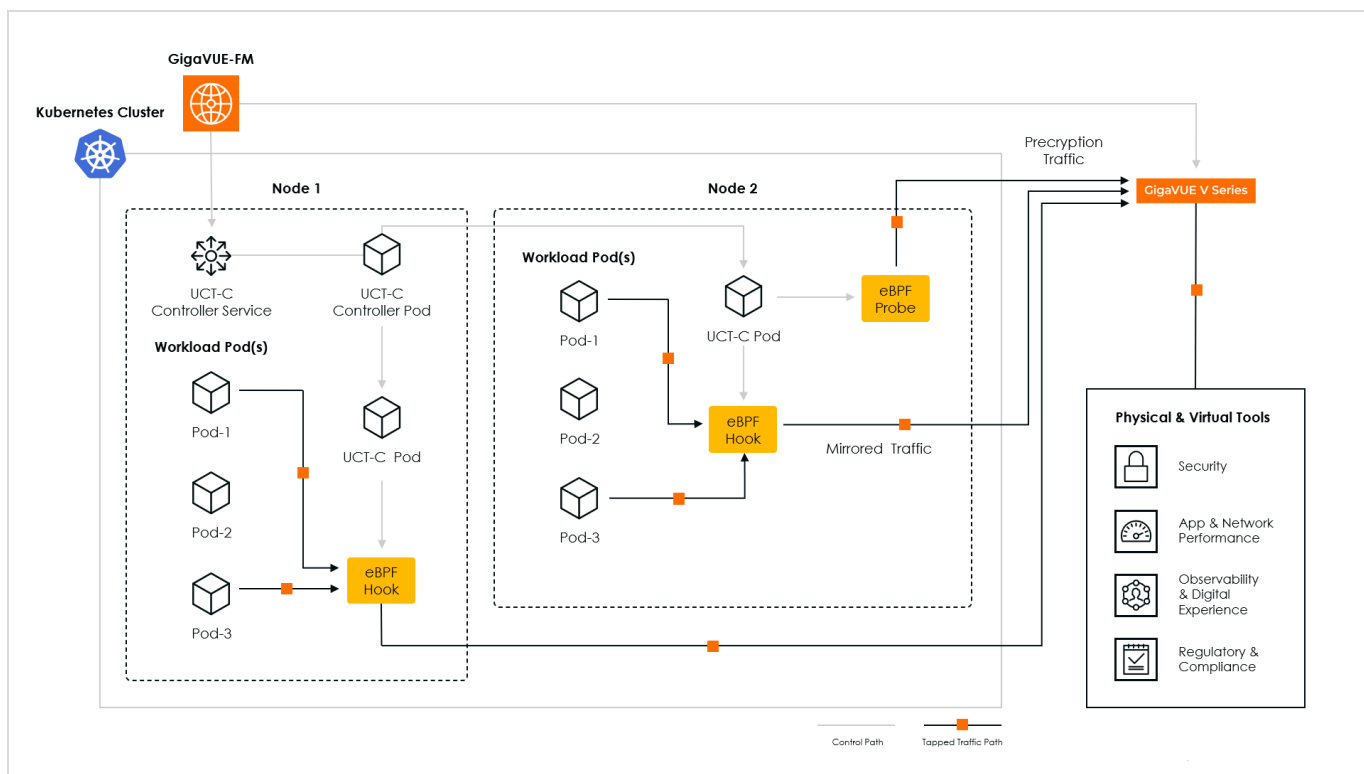 GigaVUE-FM
Kubernetes Cluster
Node 1
UCT-C
Controller Service
UCT-C
Controller Pod
Workload Pod(s)
Pod-1
Pod-2
Pod-3
UCT-C Pod
eBPF
Hook
Node 2
Workload Pod(s)
Pod-1
Pod-2
Pod-3
UCT-C Pod
eBPF
Probe
eBPF
Hook
Mirrored Traffic
Precryption
Traffic
GigaVUE V Series
Physical & Virtual Tools
Security
App & Network
Performance
Observability
& Digital
Experience
Regulatory &
Compliance
Control Path
Tapped Traffic Path